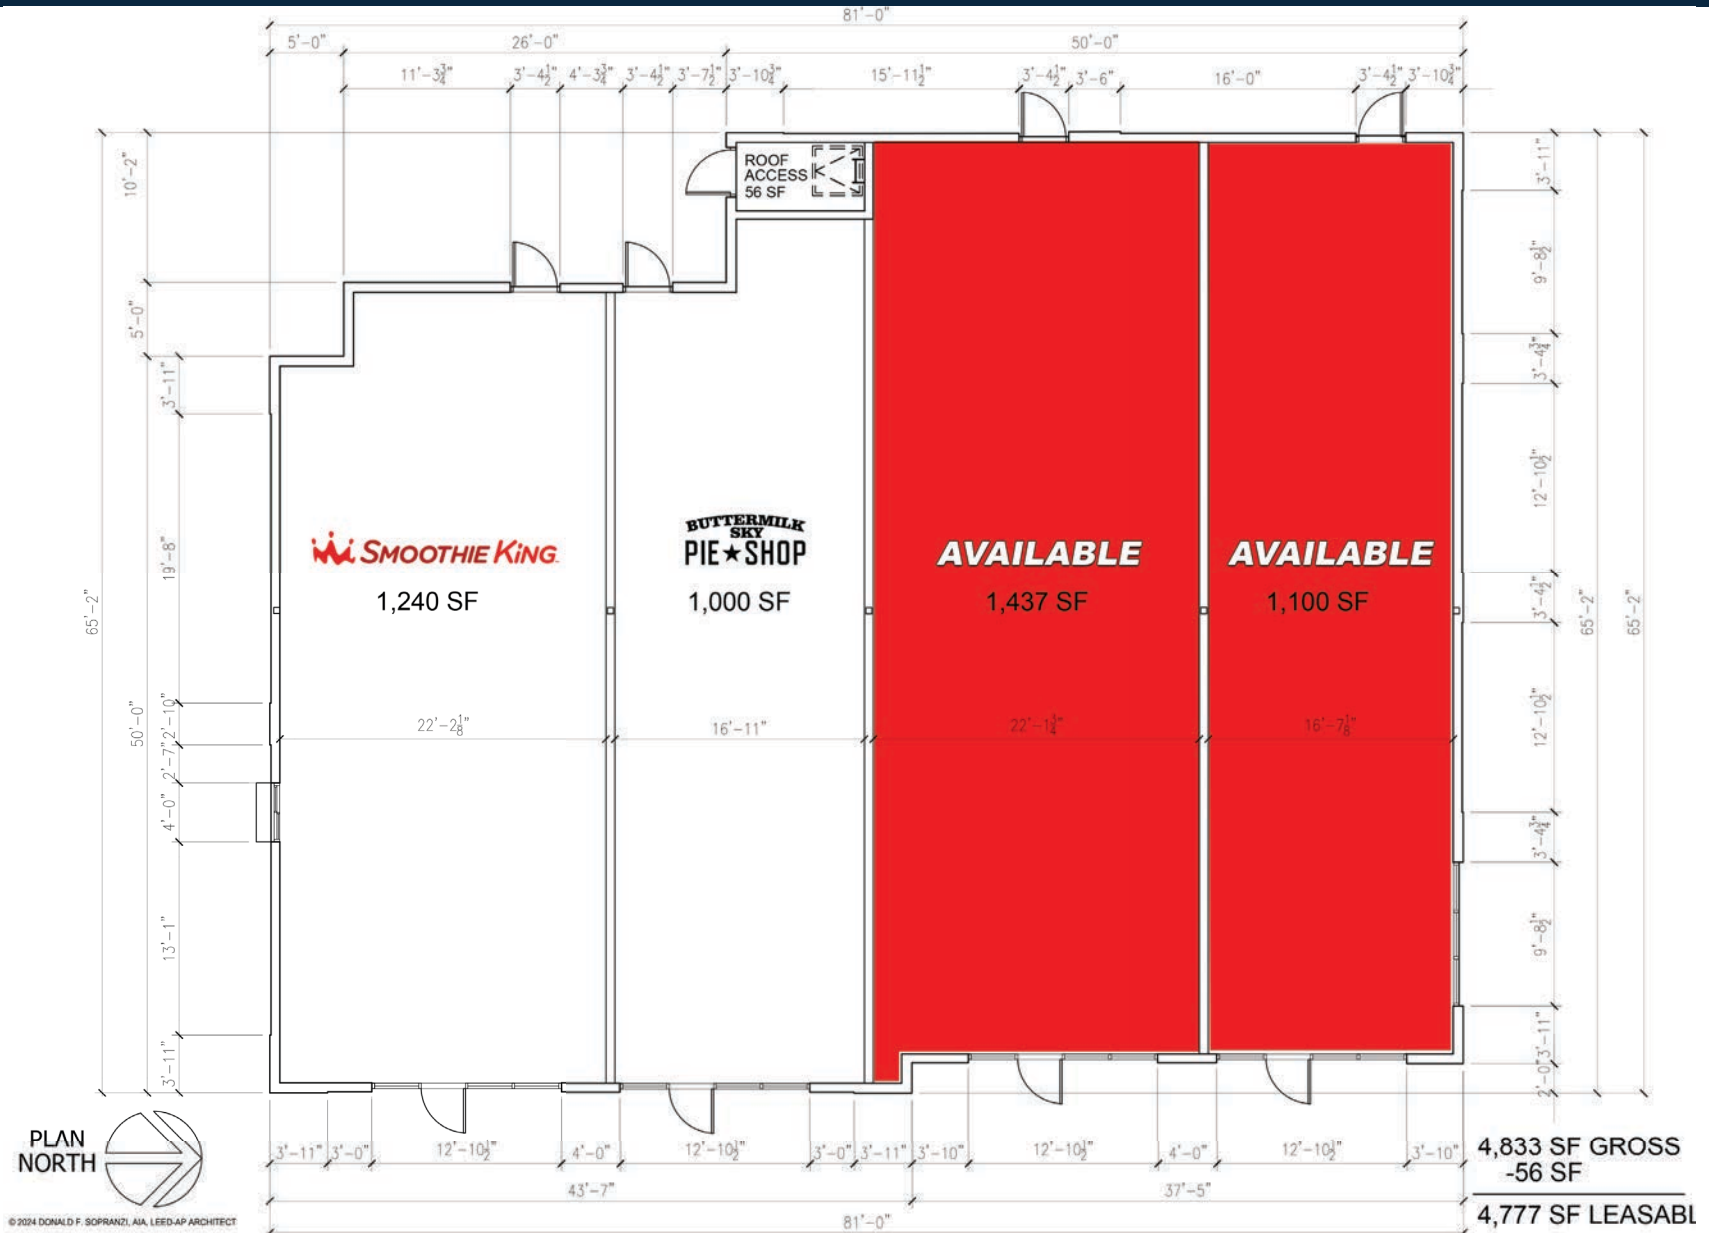 81'-0"
5'-0" 26'-0" 50'-0"
11'-3¾" 3'-4½" 4'-3¾" 3'-4½" 3'-7½" 3'-10¾" 15'-11½" 3'-4½" 3'-6" 16'-0" 3'-4½" 3'-10¾"
10'-2"
5'-0"
3'-11"
19'-8"
65'-2"
50'-0"
2'-10"
2'-7"
4'-0"
13'-1"
3'-11"
ROOF
ACCESS
56 SF
SMOOTHIE KING
1,240 SF
BUTTERMILK
SKY
PIE★SHOP
1,000 SF
AVAILABLE
1,437 SF
AVAILABLE
1,100 SF
22'-2⅛" 16'-11" 22'-1¼" 16'-7⅛"
3'-11"
9'-8½"
3'-4¾"
12'-10½"
3'-4½"
65'-2"
65'-2"
12'-10½"
3'-4¾"
9'-8½"
3'-11"
2'-0"
3'-11" 3'-0" 12'-10½" 4'-0" 12'-10½" 3'-0" 3'-11" 3'-10" 12'-10½" 4'-0" 12'-10½" 3'-10"
43'-7" 37'-5"
81'-0"
PLAN
NORTH
© 2024 DONALD F. SOPRANZI, AIA, LEED-AP ARCHITECT
4,833 SF GROSS
-56 SF
4,777 SF LEASABL